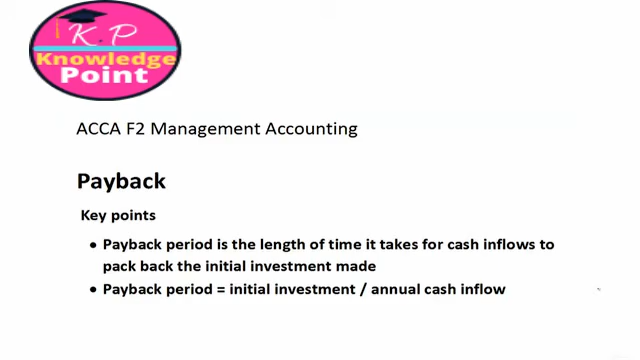 K.P
Knowledge
Point
ACCA F2 Management Accounting
Payback
Key points
• Payback period is the length of time it takes for cash inflows to
pack back the initial investment made
• Payback period = initial investment / annual cash inflow